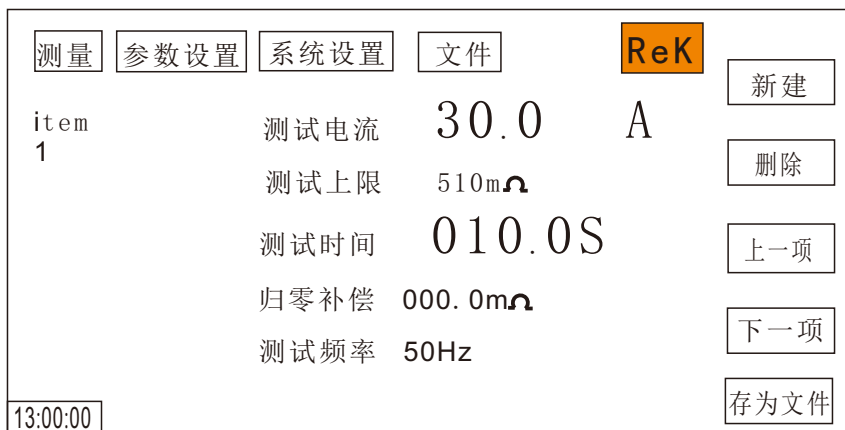 测量 参数设置 系统设置 文件 ReK
新建
item 测试电流 30.0 A
1
删除
测试上限 510mΩ
测试时间 010.0S
上一项
归零补偿 000.0mΩ
下一项
测试频率 50Hz
存为文件
13:00:00